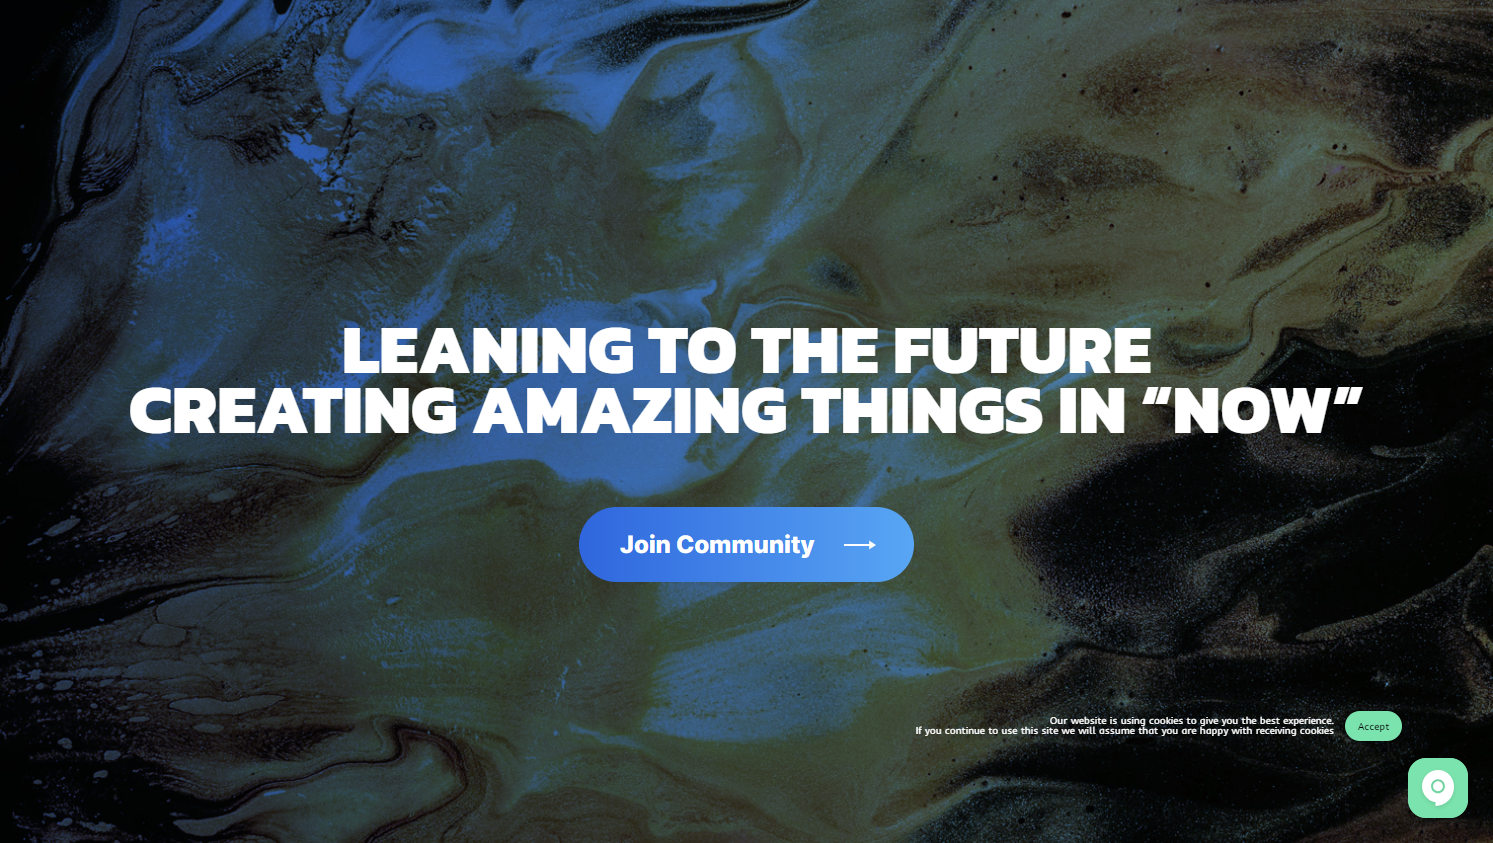 LEANING TO THE FUTURE
CREATING AMAZING THINGS IN “NOW”
Join Community
Our website is using cookies to give you the best experience.
If you continue to use this site we will assume that you are happy with receiving cookies
Accept